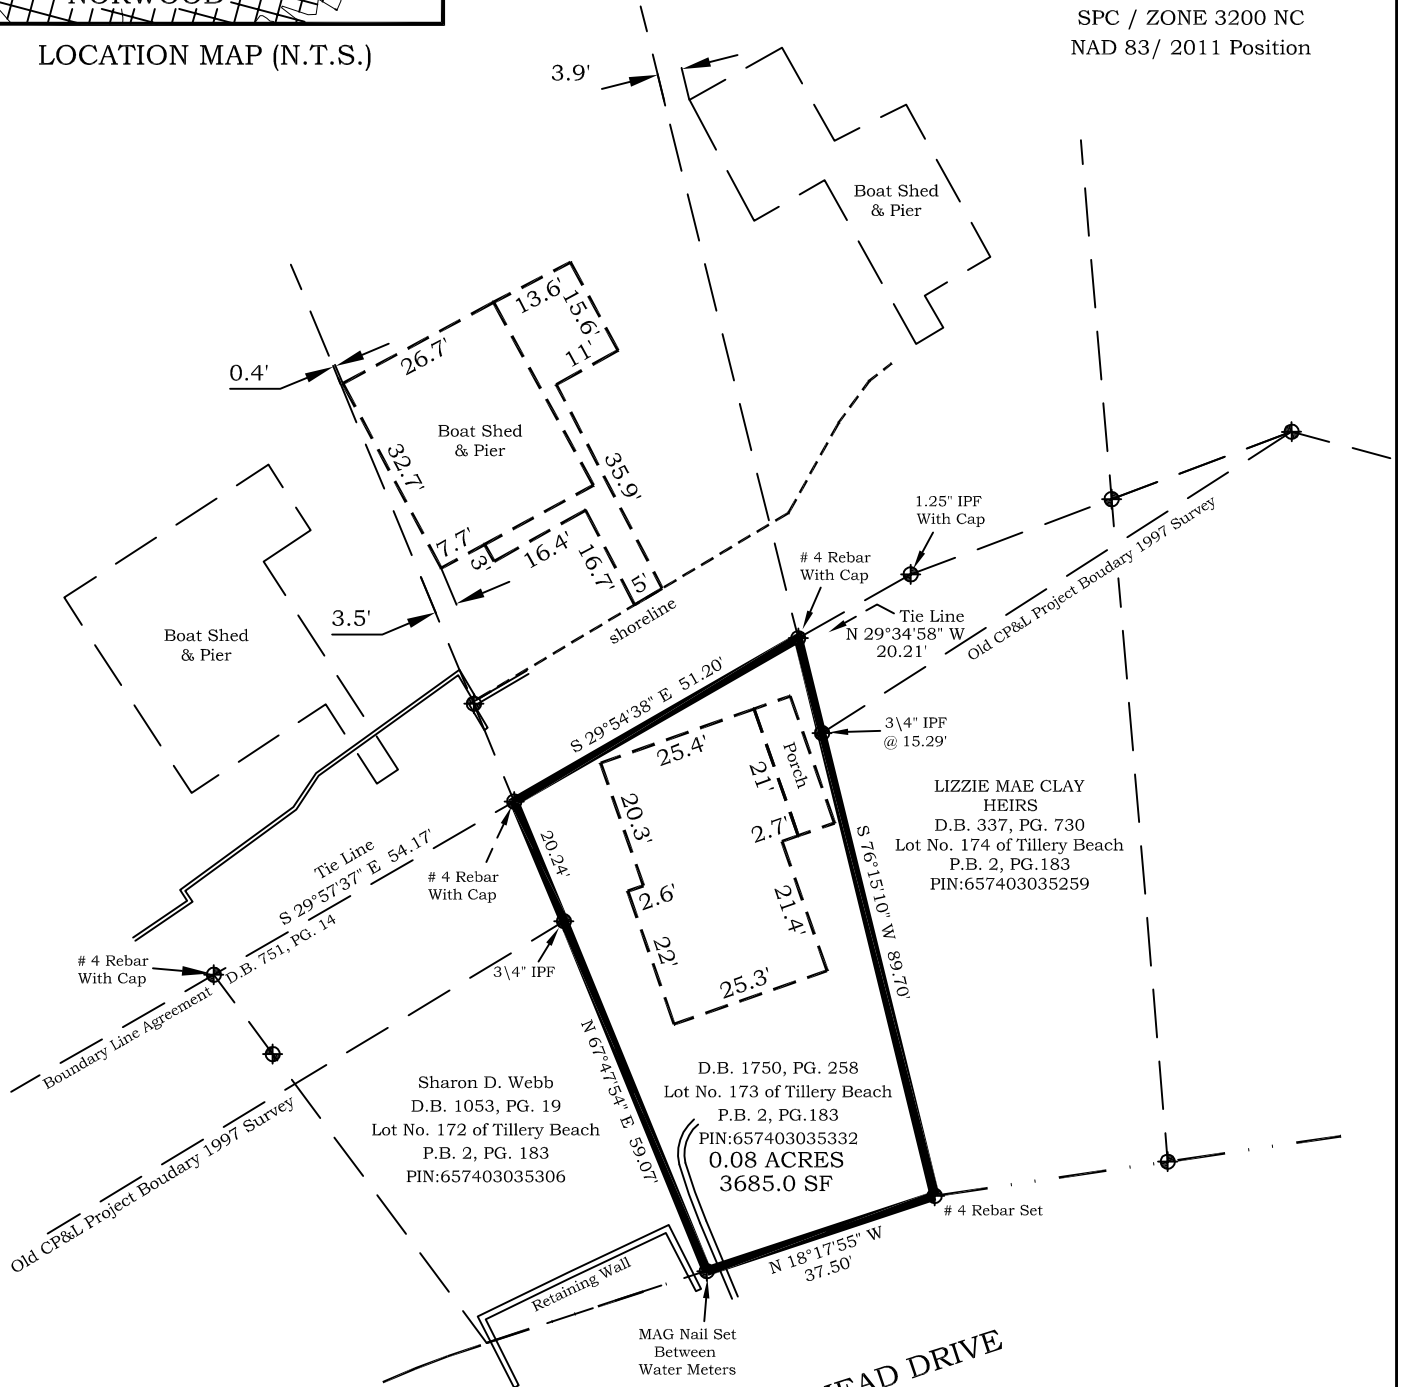 NORWOOD
LOCATION MAP (N.T.S.)
SPC / ZONE 3200 NC
NAD 83/ 2011 Position
3.9'
Boat Shed
& Pier
13.6'
15.6'
11'
26.7'
0.4'
Boat Shed
& Pier
32.7'
35.9'
7.7'
3'
16.4'
16.7'
5'
3.5'
shoreline
Boat Shed
& Pier
1.25" IPF
With Cap
# 4 Rebar
With Cap
Tie Line
N 29°34'58" W
20.21'
Old CP&L Project Boudary 1997 Survey
3\4" IPF
@ 15.29'
S 29°54'38" E 51.20'
25.4'
Porch
21'
2.7'
20.3'
2.6'
22'
21.4'
25.3'
LIZZIE MAE CLAY
HEIRS
D.B. 337, PG. 730
Lot No. 174 of Tillery Beach
P.B. 2, PG.183
PIN:657403035259
S 76°15'10" W 89.70'
20.24'
Tie Line
S 29°57'37" E 54.17'
D.B. 751, PG. 14
Boundary Line Agreement
# 4 Rebar
With Cap
# 4 Rebar
With Cap
3\4" IPF
Old CP&L Project Boudary 1997 Survey
N 67°47'54" E 59.07'
Sharon D. Webb
D.B. 1053, PG. 19
Lot No. 172 of Tillery Beach
P.B. 2, PG. 183
PIN:657403035306
D.B. 1750, PG. 258
Lot No. 173 of Tillery Beach
P.B. 2, PG.183
PIN:657403035332
0.08 ACRES
3685.0 SF
# 4 Rebar Set
N 18°17'55" W
37.50'
Retaining Wall
MAG Nail Set
Between
Water Meters
DRIVE